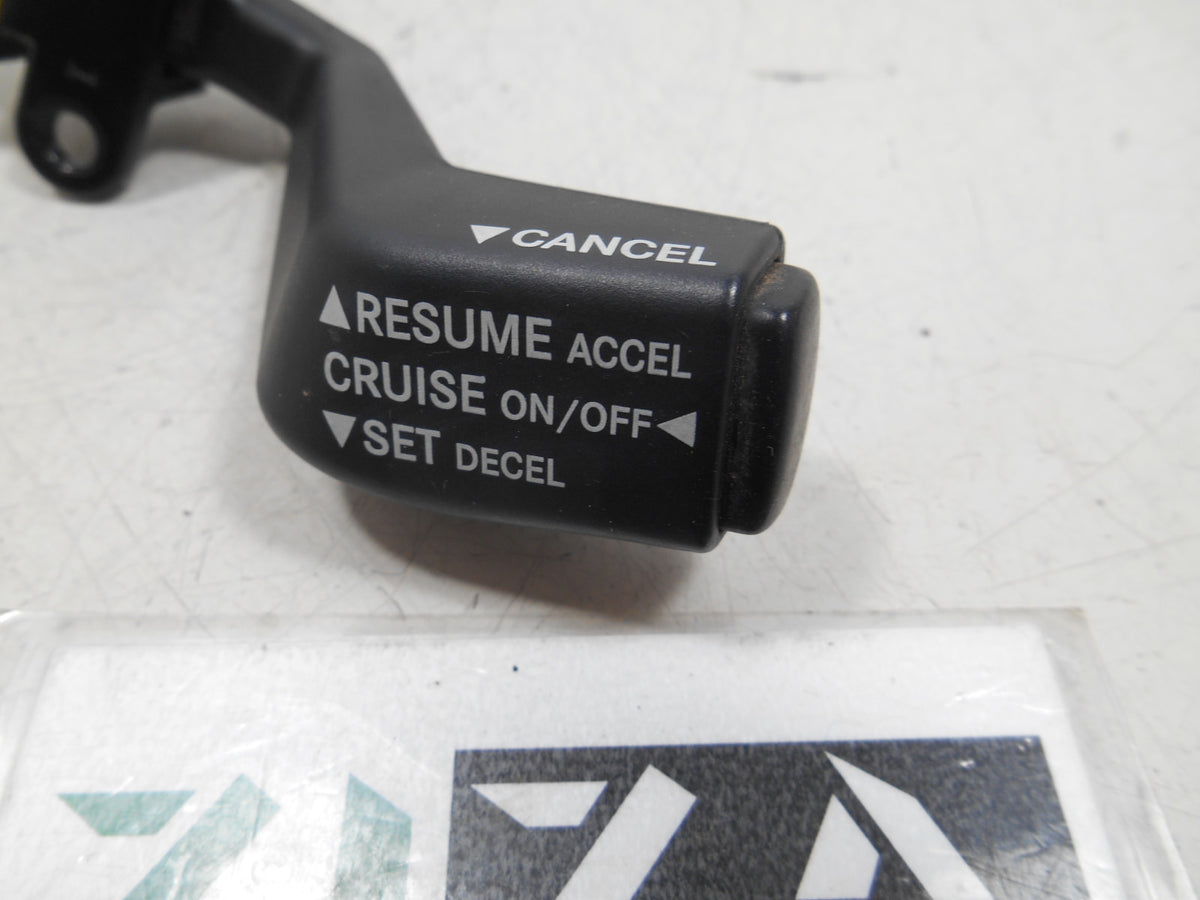 ▼CANCEL
▲RESUME ACCEL
CRUISE ON/OFF◀
▼SET DECEL